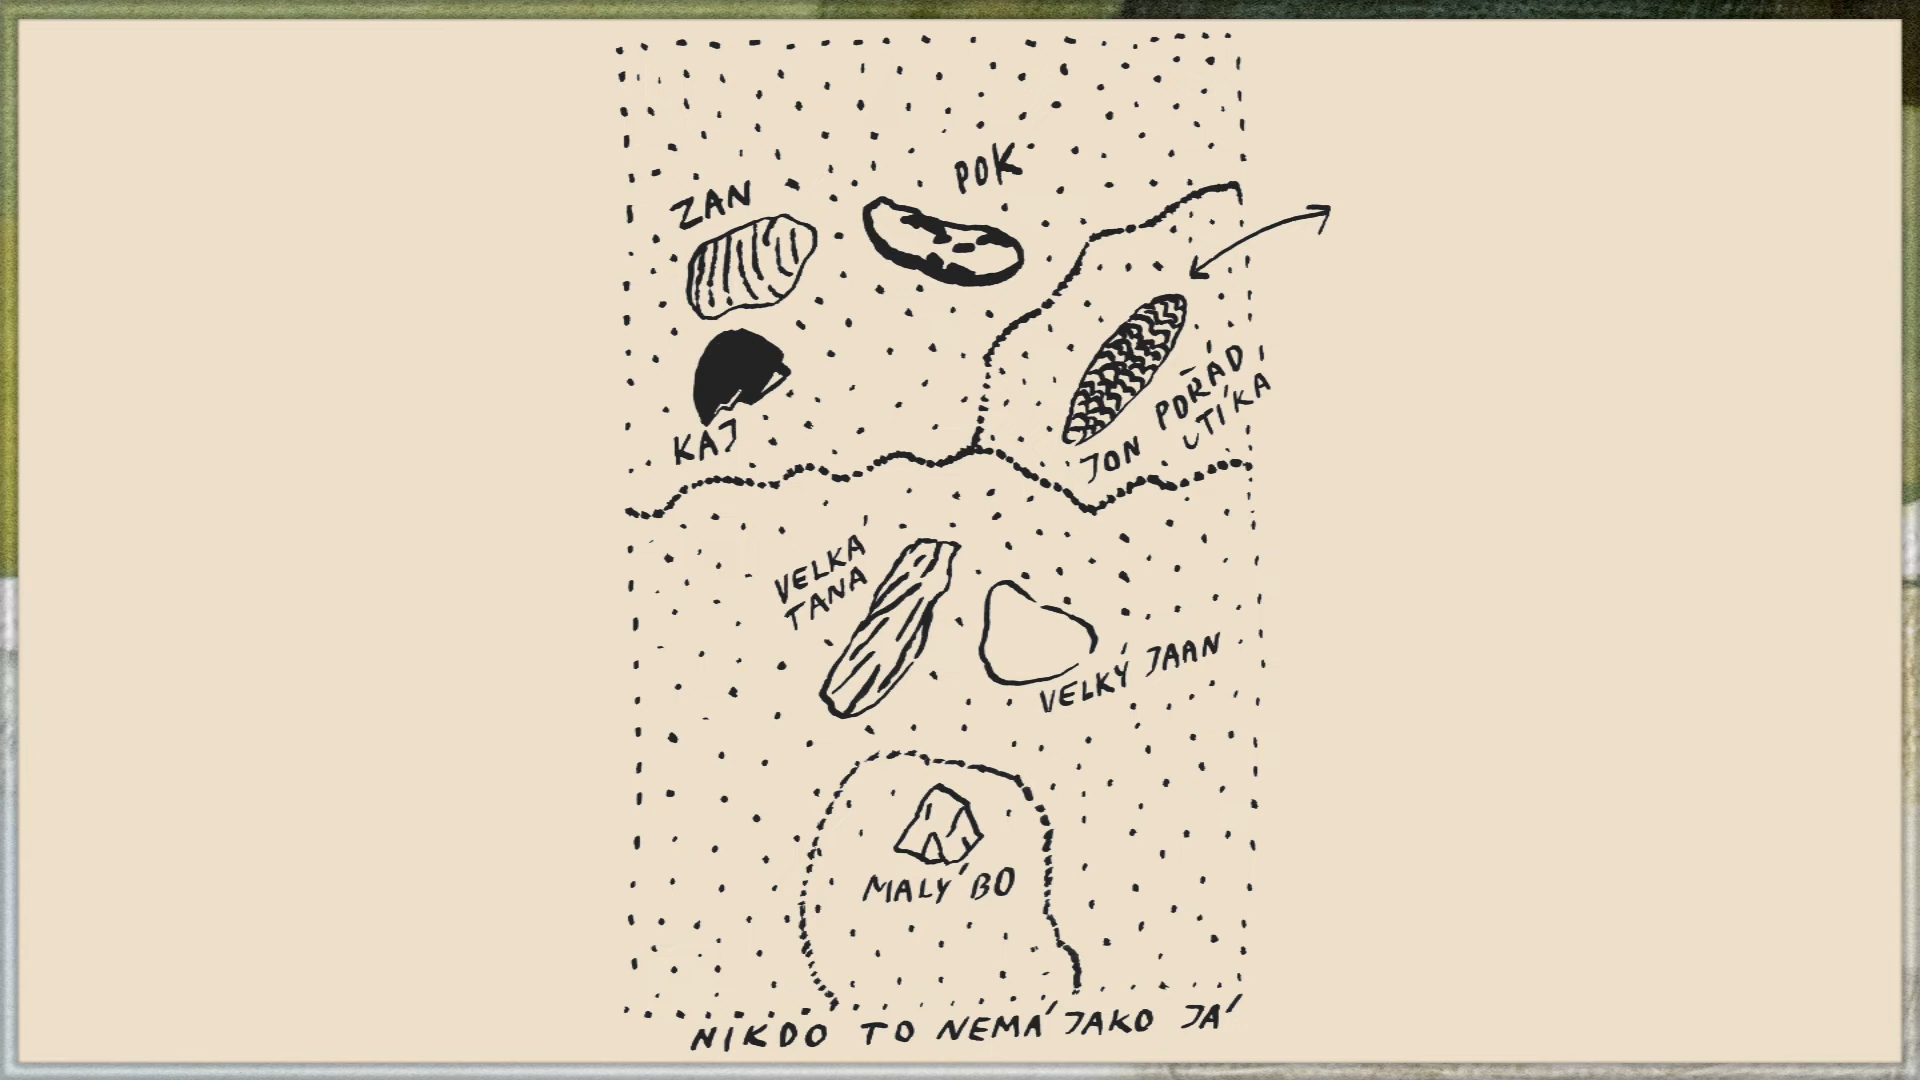 ZAN
POK
KAJ
JON POŘÁD
UTÍKÁ
VELKÁ
TANA
VELKÝ JAAN
MALÝ BO
NIKDO TO NEMÁ JAKO JÁ